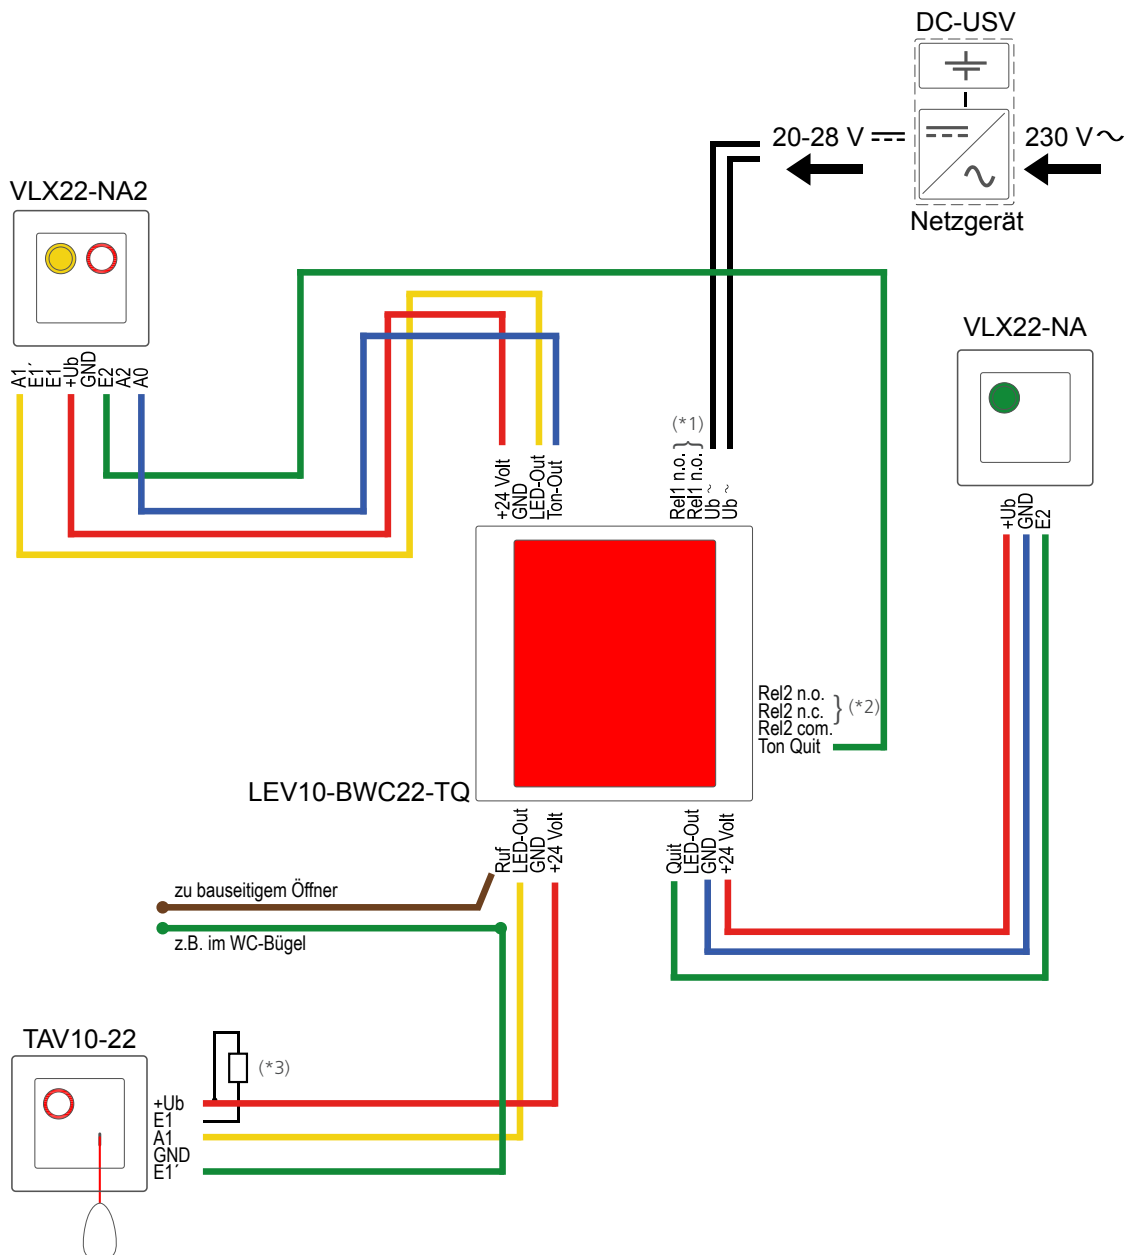 DC-USV
20-28 V
230 V ~
Netzgerät
VLX22-NA2
A1
E1´
E1
+Ub
GND
E2
A2
A0
VLX22-NA
+Ub
GND
E2
+24 Volt
GND
LED-Out
Ton-Out
(*1)
Rel1 n.o.
Rel1 n.o.
Ub ~
Ub ~
Rel2 n.o.
Rel2 n.c.
Rel2 com.
Ton Quit
(*2)
LEV10-BWC22-TQ
Ruf
LED-Out
GND
+24 Volt
Quit
LED-Out
GND
+24 Volt
zu bauseitigem Öffner
z.B. im WC-Bügel
TAV10-22
(*3)
+Ub
E1
A1
GND
E1´